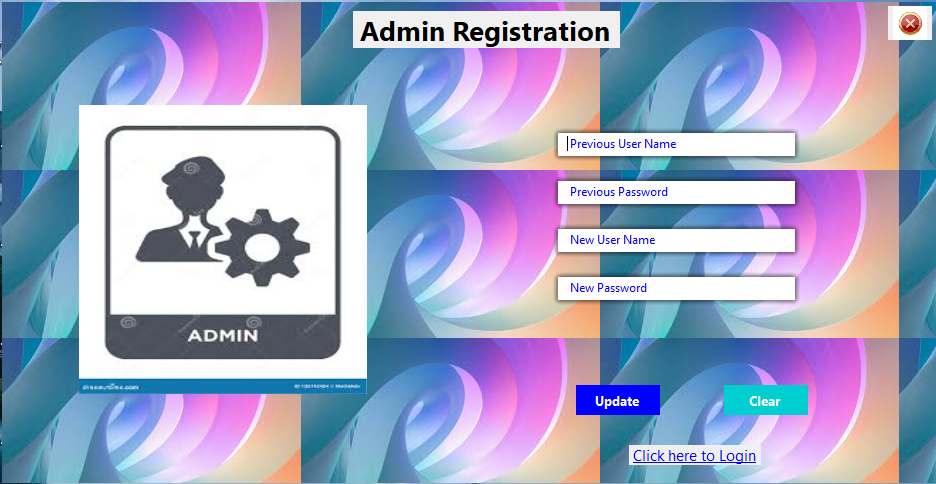 Admin Registration
Previous User Name
Previous Password
New User Name
New Password
ADMIN
dreamstime.com
Update
Clear
Click here to Login